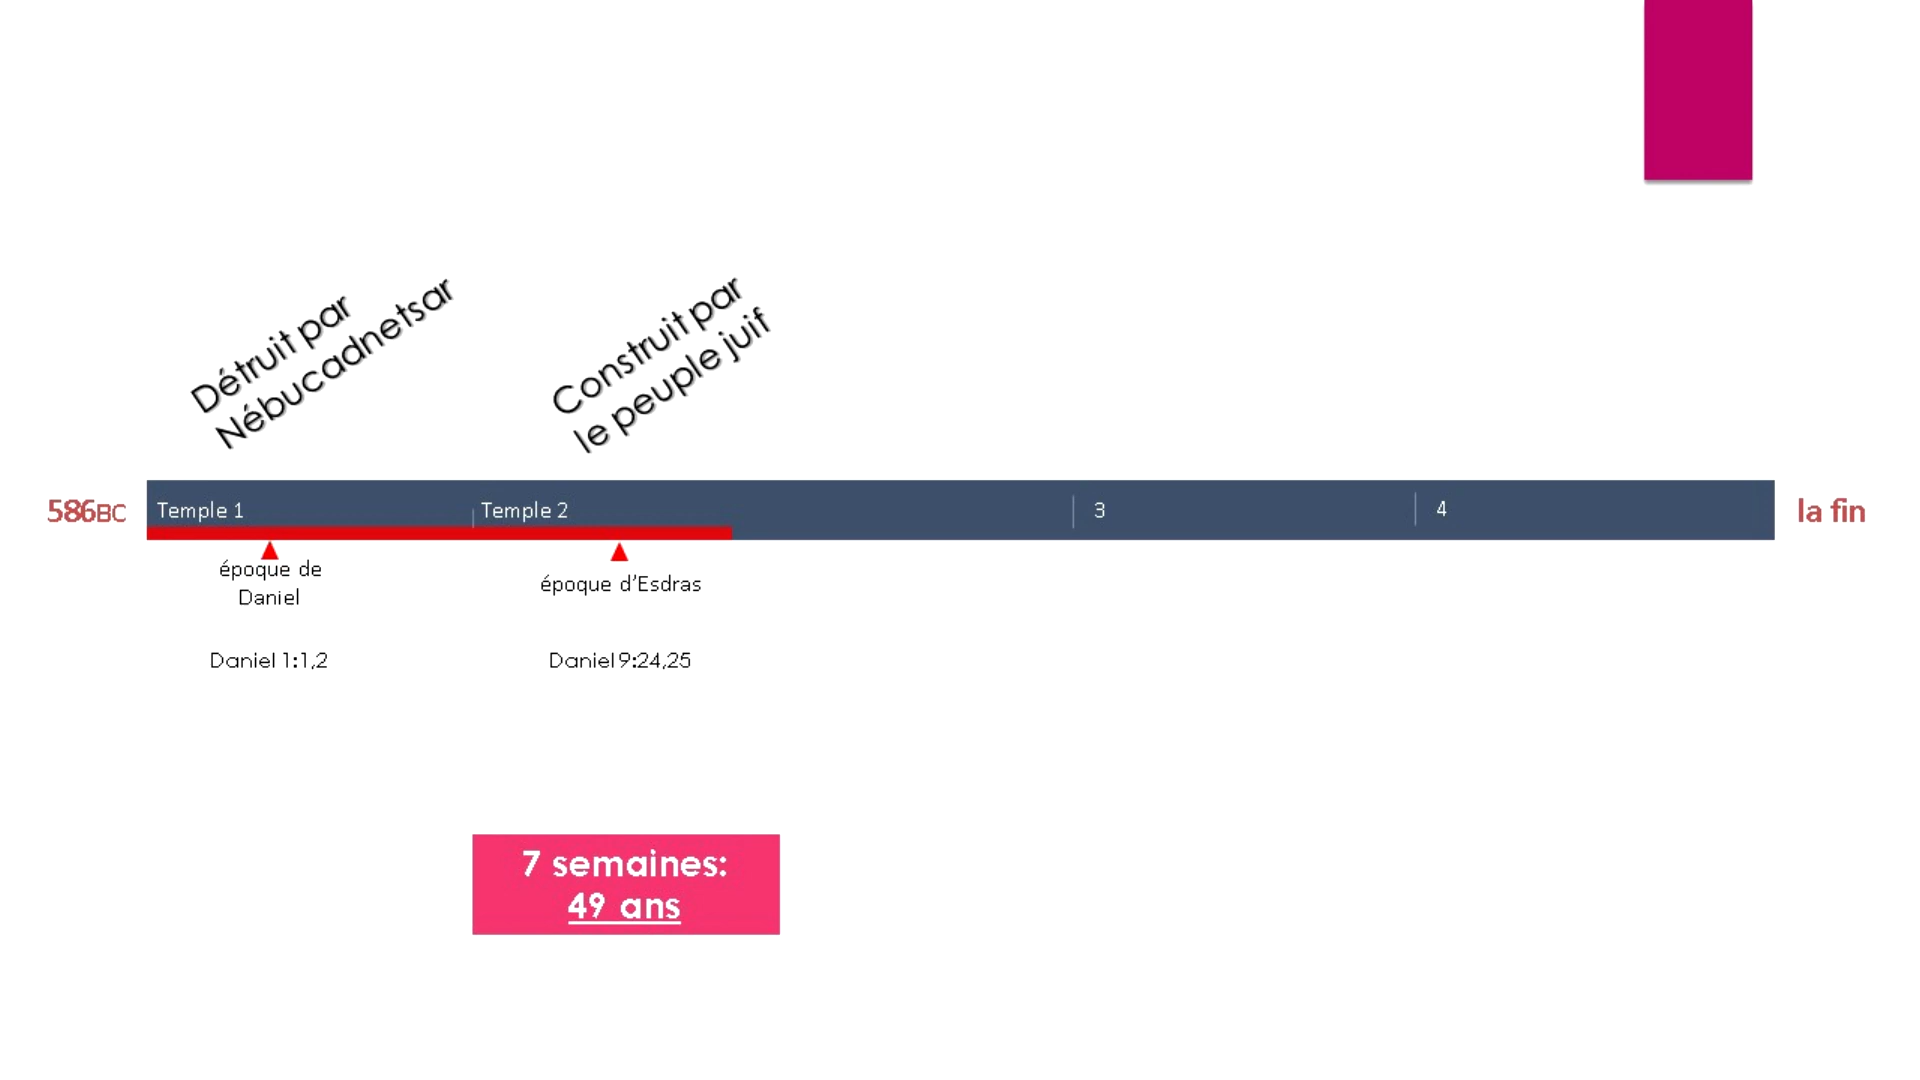 Détruit par
Nébucadnetsar
Construit par
le peuple juif
586BC
Temple 1
Temple 2
3
4
la fin
époque de
Daniel
époque d’Esdras
Daniel 1:1,2
Daniel 9:24,25
7 semaines:
49 ans